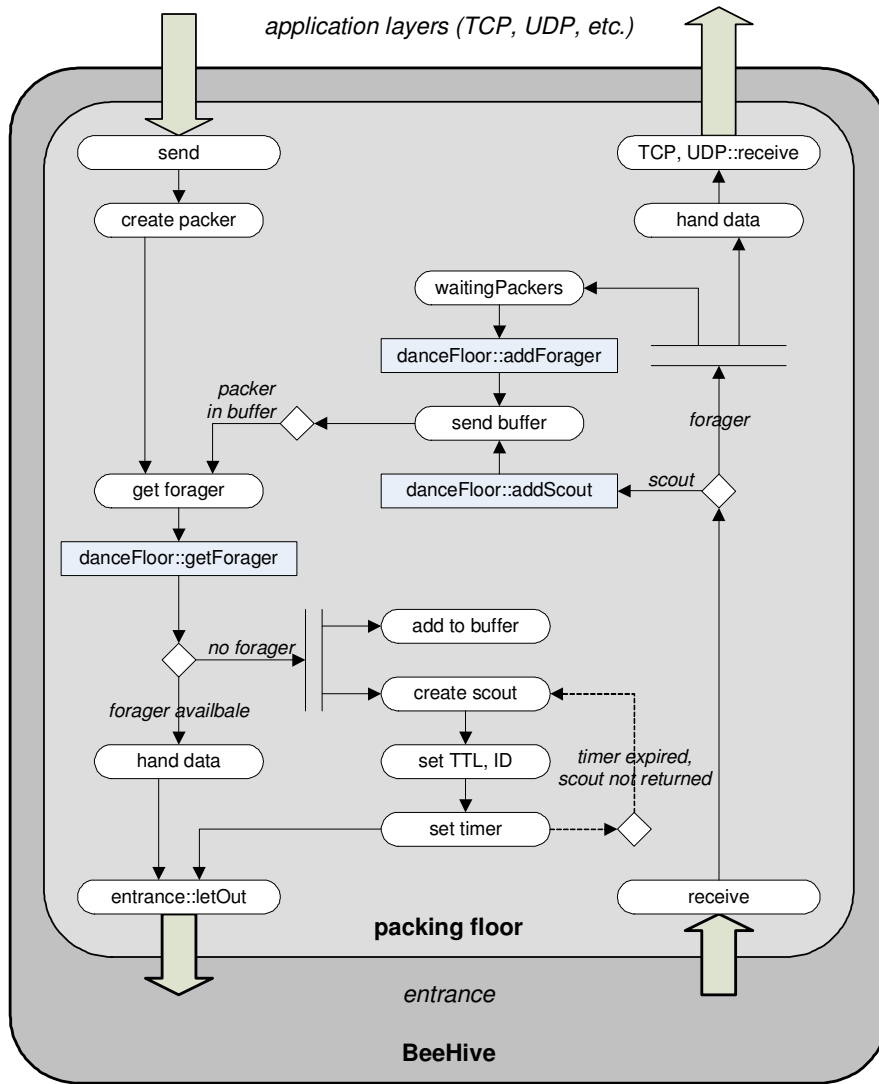 application layers (TCP, UDP, etc.)
send
TCP, UDP::receive
create packer
hand data
waitingPackers
danceFloor::addForager
packer
in buffer
send buffer
forager
get forager
danceFloor::addScout
scout
danceFloor::getForager
add to buffer
no forager
create scout
forager availbale
hand data
set TTL, ID
timer expired,
scout not returned
set timer
entrance::letOut
receive
packing floor
entrance
BeeHive